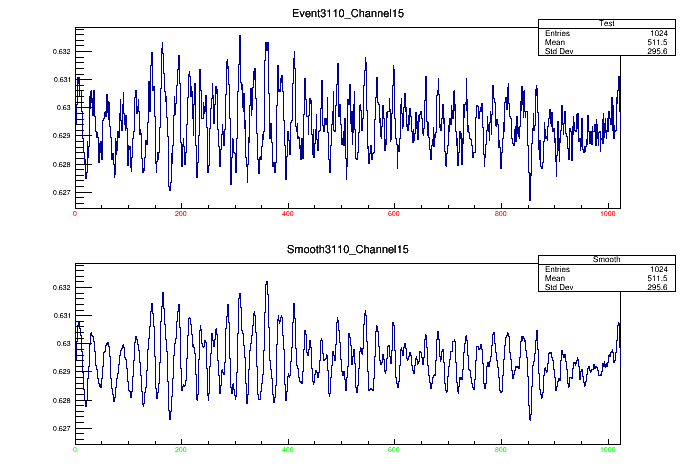 Event3110_Channel15
Test
Entries 1024
Mean 511.5
Std Dev 295.6
0.632
0.631
0.63
0.629
0.628
0.627
0 200 400 600 800 1000
Smooth3110_Channel15
Smooth
Entries 1024
Mean 511.5
Std Dev 295.6
0.632
0.631
0.63
0.629
0.628
0.627
0 200 400 600 800 1000